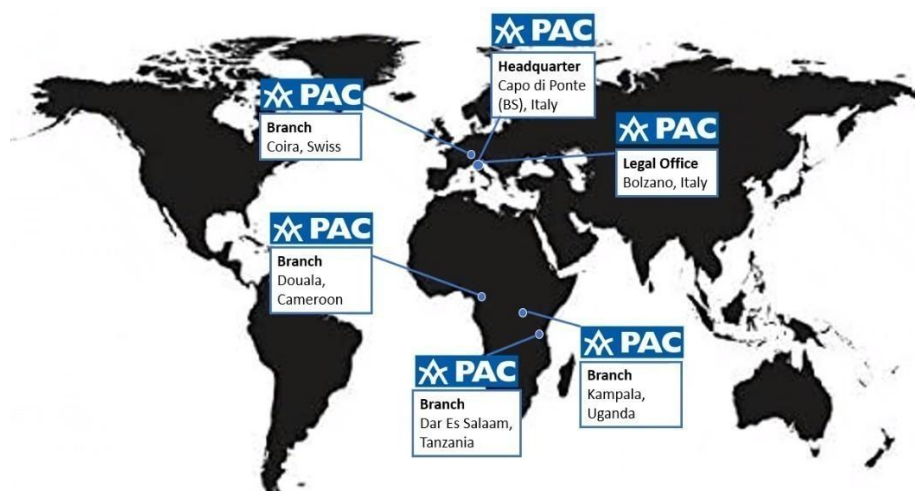 PAC
Headquarter
Capo di Ponte
(BS), Italy
PAC
Branch
Coira, Swiss
PAC
Legal Office
Bolzano, Italy
PAC
Branch
Douala,
Cameroon
PAC
Branch
Kampala,
Uganda
PAC
Branch
Dar Es Salaam,
Tanzania